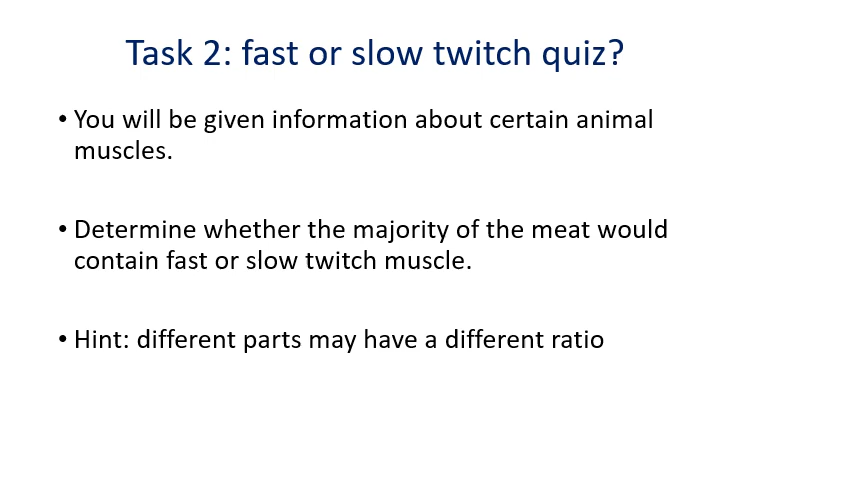 Task 2: fast or slow twitch quiz?
• You will be given information about certain animal
muscles.
• Determine whether the majority of the meat would
contain fast or slow twitch muscle.
• Hint: different parts may have a different ratio